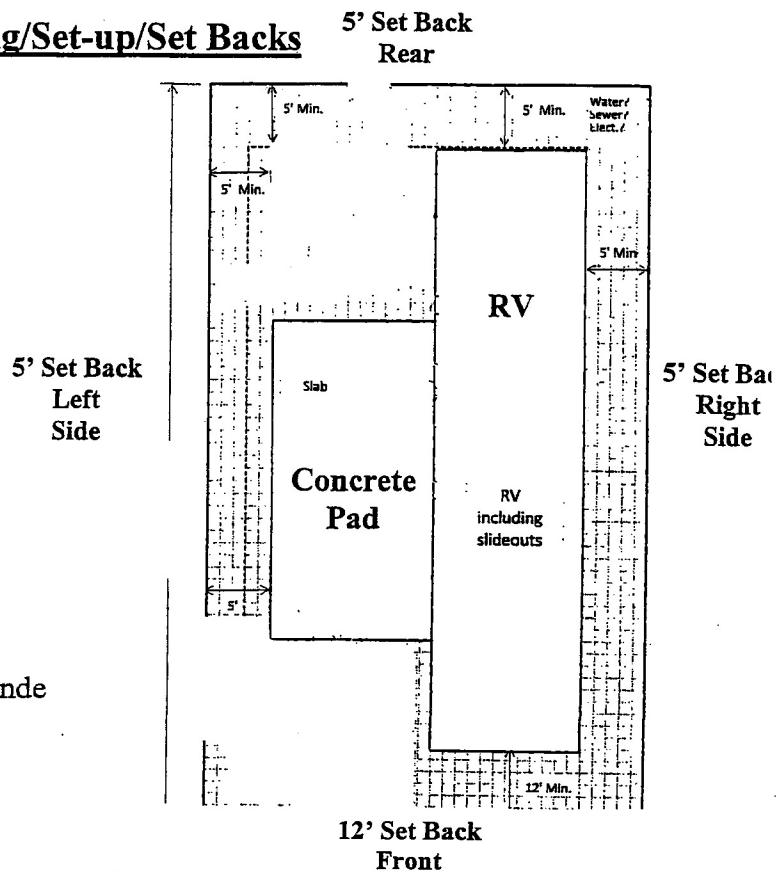 g/Set-up/Set Backs
5' Set Back
Rear
5' Min.
5' Min.
Water/
Sewer/
Elect./
5' Min.
5' Min
RV
5' Set Back
Left
Side
5' Set Ba
Right
Side
Slab
Concrete
Pad
RV
including
slideouts
5'
nde
12' Min.
12' Set Back
Front